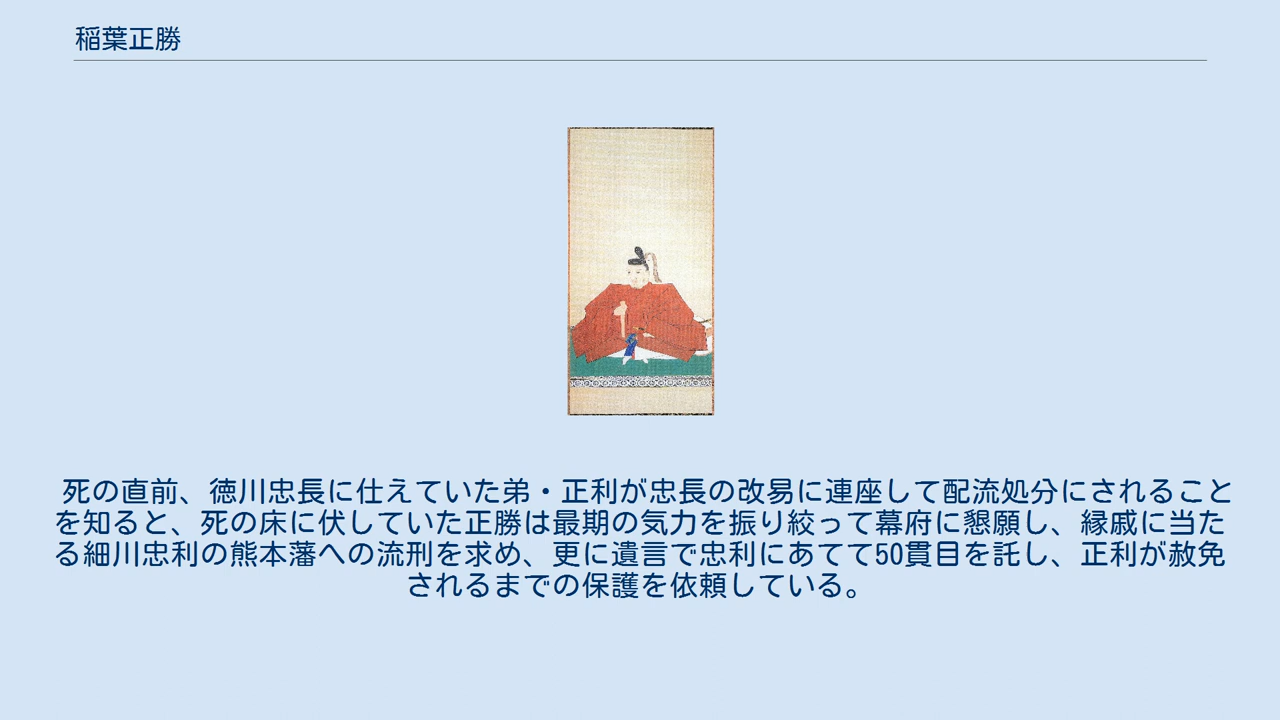 稲葉正勝
死の直前、徳川忠長に仕えていた弟・正利が忠長の改易に連座して配流処分にされること
を知ると、死の床に伏していた正勝は最期の気力を振り絞って幕府に懇願し、縁戚に当た
る細川忠利の熊本藩への流刑を求め、更に遺言で忠利にあてて50貫目を託し、正利が赦免
されるまでの保護を依頼している。